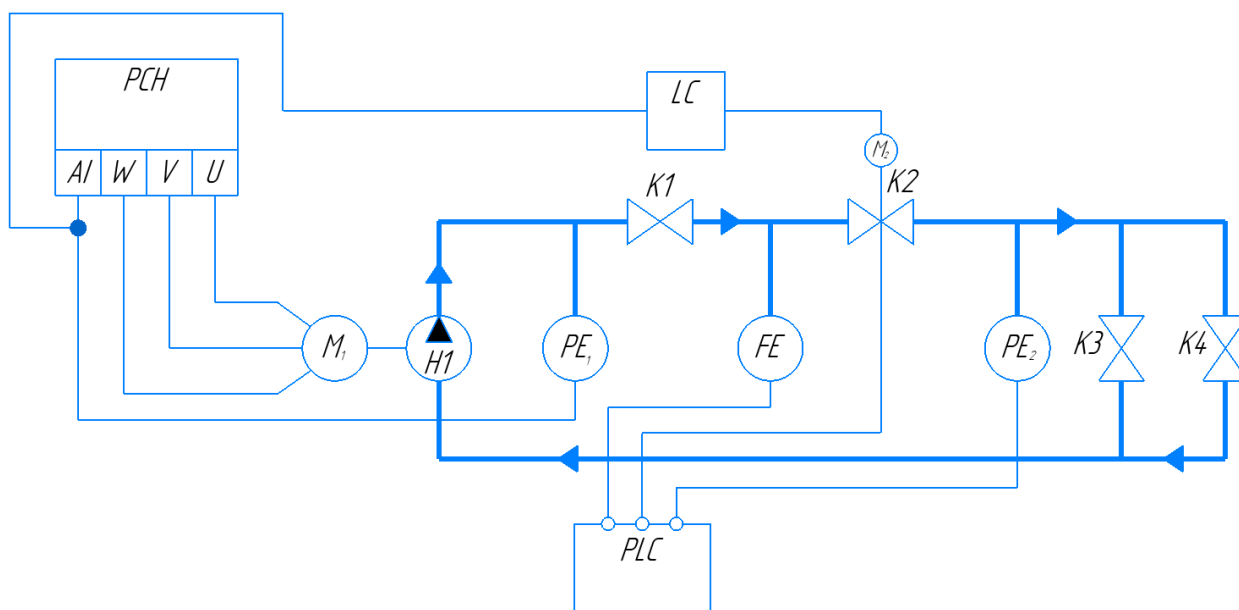 PCH
LC
AI W V U
M₂
K1
K2
M₁
H1
PE₁
FE
PE₂
K3
K4
PLC